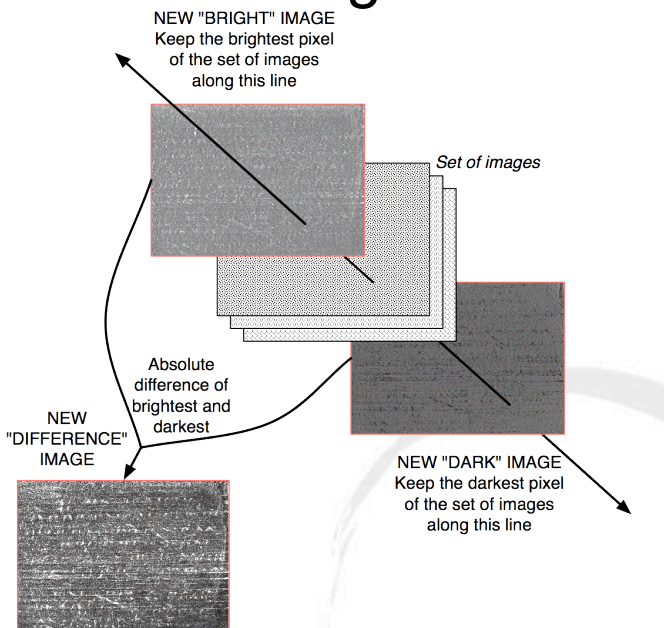 NEW "BRIGHT" IMAGE
Keep the brightest pixel
of the set of images
along this line
Set of images
Absolute
difference of
brightest and
darkest
NEW
"DIFFERENCE"
IMAGE
NEW "DARK" IMAGE
Keep the darkest pixel
of the set of images
along this line